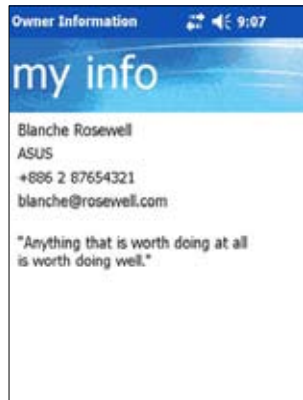 Owner Information 9:07
my info
Blanche Rosewell
ASUS
+886 2 87654321
blanche@rosewell.com
"Anything that is worth doing at all
is worth doing well."